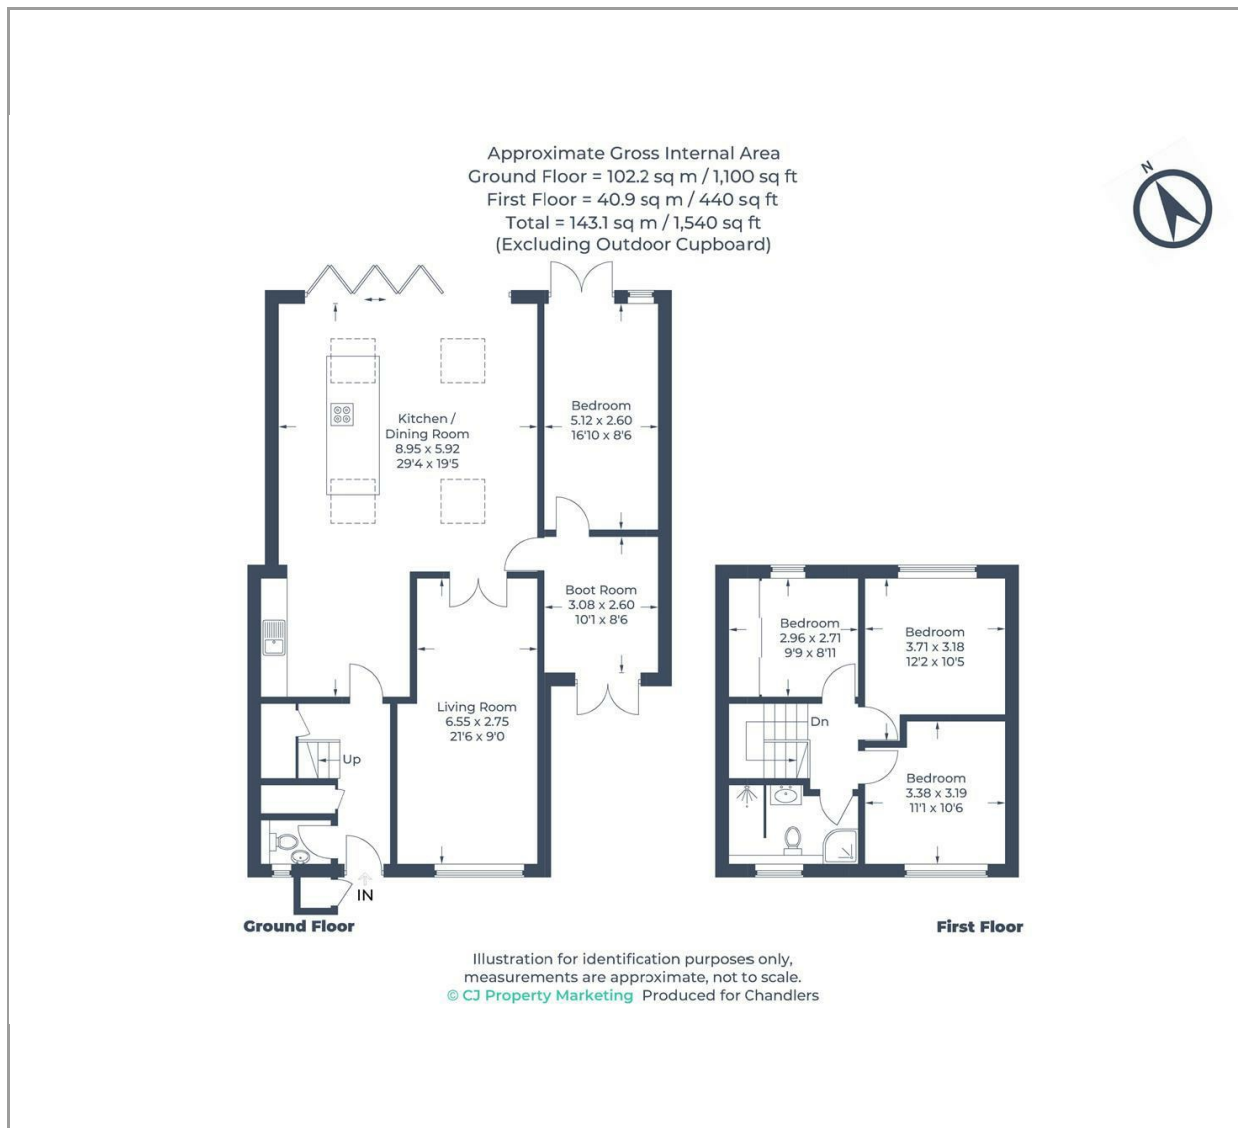 Approximate Gross Internal Area
Ground Floor = 102.2 sq m / 1,100 sq ft
First Floor = 40.9 sq m / 440 sq ft
Total = 143.1 sq m / 1,540 sq ft
(Excluding Outdoor Cupboard)
N
Kitchen /
Dining Room
8.95 x 5.92
29'4 x 19'5
Bedroom
5.12 x 2.60
16'10 x 8'6
Boot Room
3.08 x 2.60
10'1 x 8'6
Living Room
6.55 x 2.75
21'6 x 9'0
Up
IN
Ground Floor
Bedroom
2.96 x 2.71
9'9 x 8'11
Bedroom
3.71 x 3.18
12'2 x 10'5
Dn
Bedroom
3.38 x 3.19
11'1 x 10'6
First Floor
Illustration for identification purposes only,
measurements are approximate, not to scale.
© CJ Property Marketing Produced for Chandlers